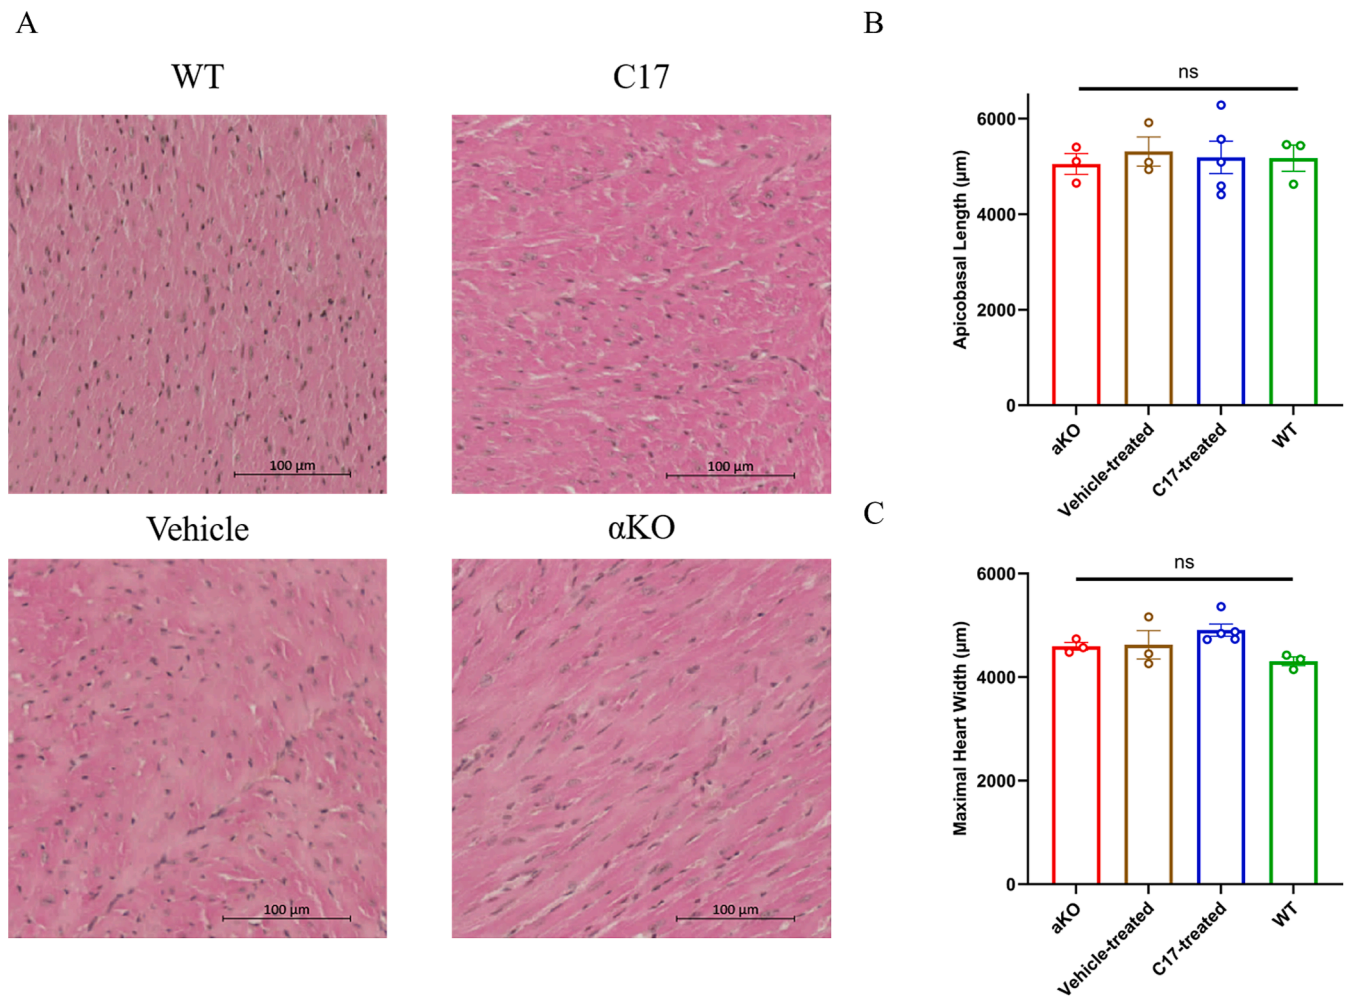 A
WT
C17
100 µm
100 µm
Vehicle
αKO
100 µm
100 µm
B
ns
6000
4000
2000
0
Apicobasal Length (µm)
aKO
Vehicle-treated
C17-treated
WT
C
ns
6000
4000
2000
0
Maximal Heart Width (µm)
aKO
Vehicle-treated
C17-treated
WT